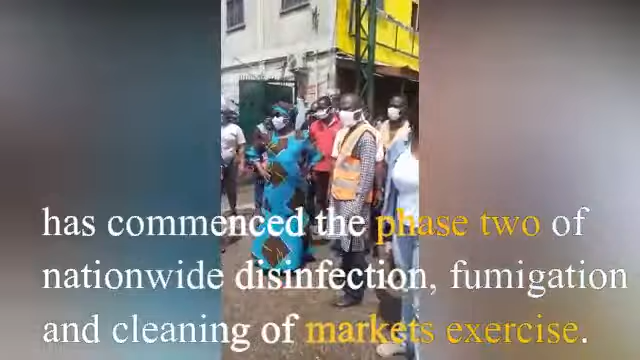 has commenced the phase two of
nationwide disinfection, fumigation
and cleaning of markets exercise.